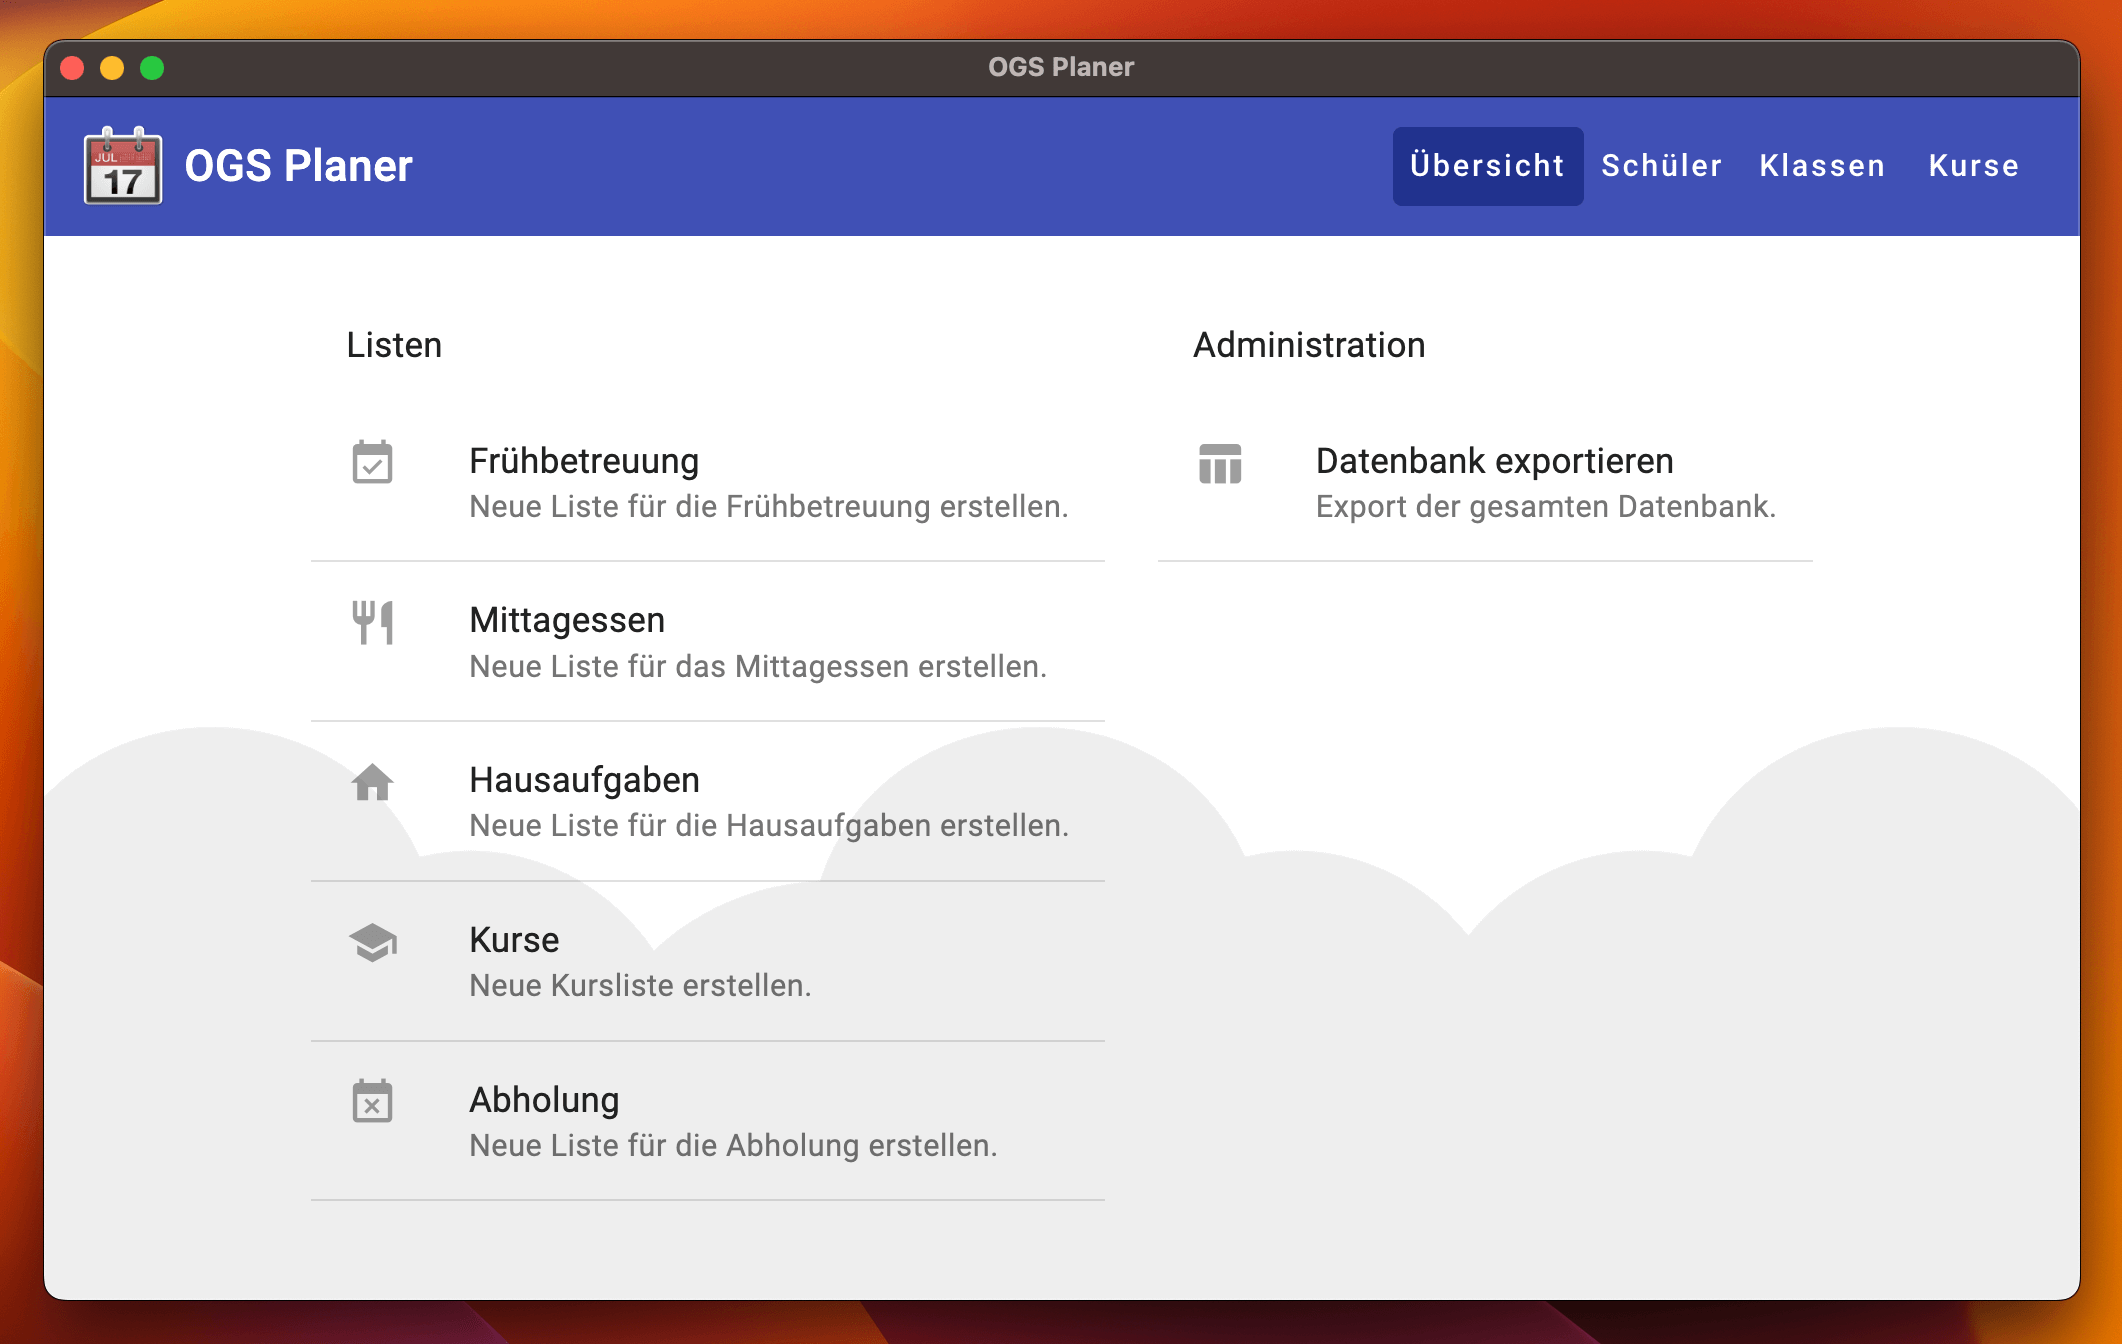 OGS Planer
JUL
17
OGS Planer
Übersicht
Schüler
Klassen
Kurse
Listen
Frühbetreuung
Neue Liste für die Frühbetreuung erstellen.
Mittagessen
Neue Liste für das Mittagessen erstellen.
Hausaufgaben
Neue Liste für die Hausaufgaben erstellen.
Kurse
Neue Kursliste erstellen.
Abholung
Neue Liste für die Abholung erstellen.
Administration
Datenbank exportieren
Export der gesamten Datenbank.